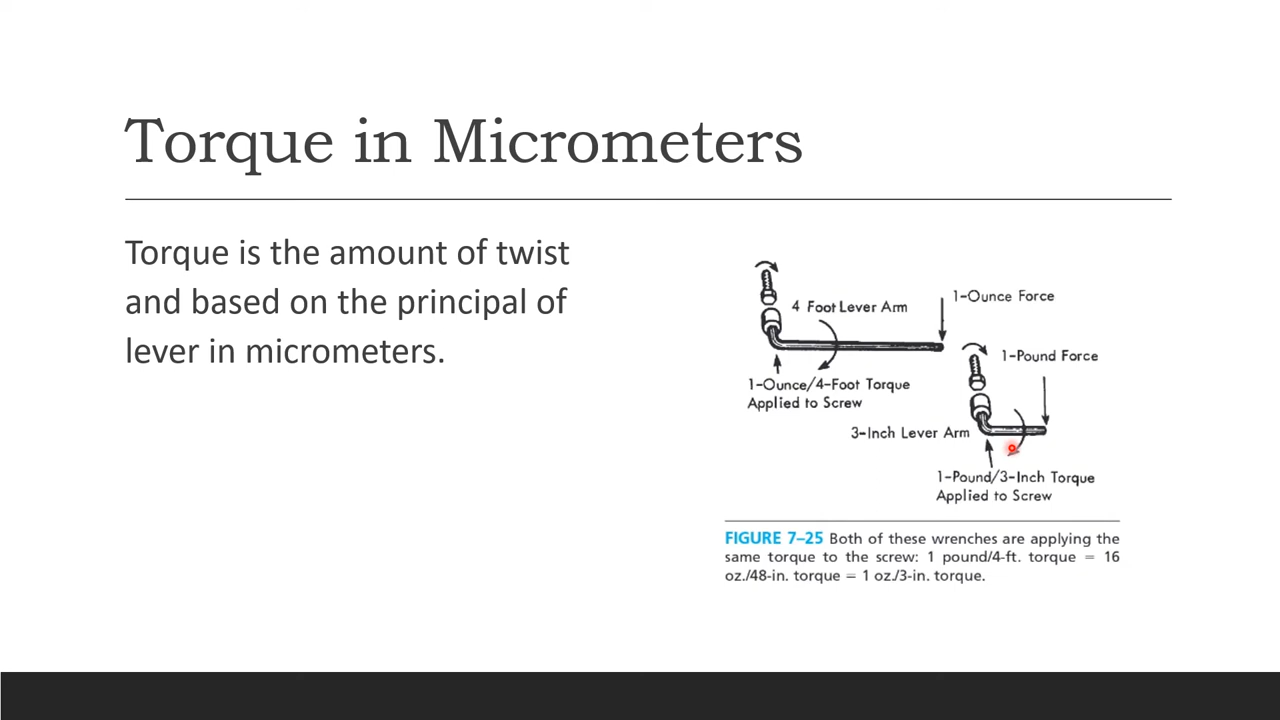 Torque in Micrometers
Torque is the amount of twist
and based on the principal of
lever in micrometers.
4 Foot Lever Arm
1-Ounce Force
1-Ounce/4-Foot Torque
Applied to Screw
1-Pound Force
3-Inch Lever Arm
1-Pound/3-Inch Torque
Applied to Screw
FIGURE 7–25 Both of these wrenches are applying the
same torque to the screw: 1 pound/4-ft. torque = 16
oz./48-in. torque = 1 oz./3-in. torque.